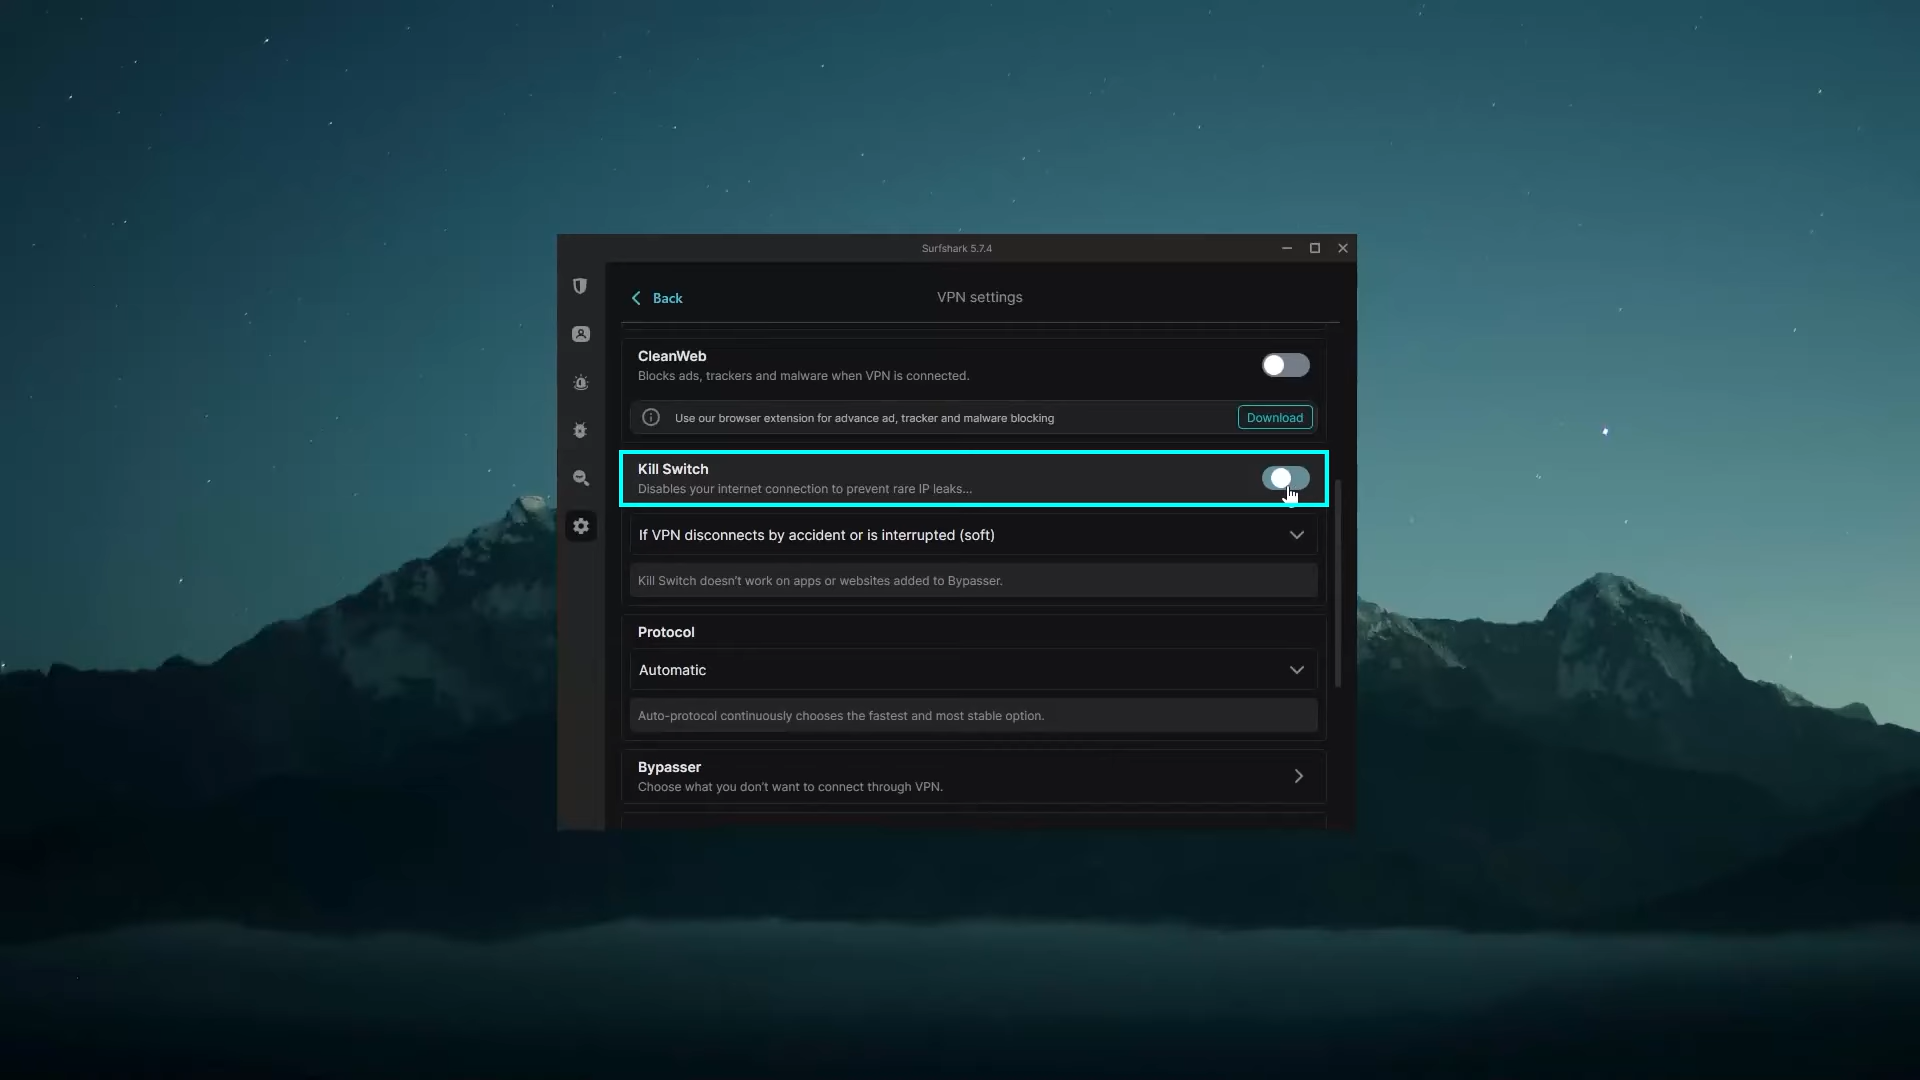 Surfshark 5.7.4
Back
VPN settings
CleanWeb
Blocks ads, trackers and malware when VPN is connected.
Use our browser extension for advance ad, tracker and malware blocking
Download
Kill Switch
Disables your internet connection to prevent rare IP leaks...
If VPN disconnects by accident or is interrupted (soft)
Kill Switch doesn't work on apps or websites added to Bypasser.
Protocol
Automatic
Auto-protocol continuously chooses the fastest and most stable option.
Bypasser
Choose what you don't want to connect through VPN.